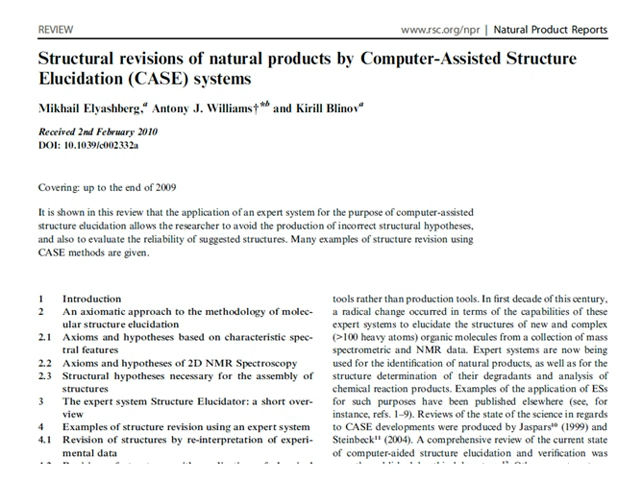 REVIEW
www.rsc.org/npr | Natural Product Reports
Structural revisions of natural products by Computer-Assisted Structure
Elucidation (CASE) systems
Mikhail Elyashberg,ª Antony J. Williams†*ᵇ and Kirill Blinovª
Received 2nd February 2010
DOI: 10.1039/c002332a
Covering: up to the end of 2009
It is shown in this review that the application of an expert system for the purpose of computer-assisted
structure elucidation allows the researcher to avoid the production of incorrect structural hypotheses,
and also to evaluate the reliability of suggested structures. Many examples of structure revision using
CASE methods are given.
1 Introduction
2 An axiomatic approach to the methodology of molec-
ular structure elucidation
2.1 Axioms and hypotheses based on characteristic spec-
tral features
2.2 Axioms and hypotheses of 2D NMR Spectroscopy
2.3 Structural hypotheses necessary for the assembly of
structures
3 The expert system Structure Elucidator: a short over-
view
4 Examples of structure revision using an expert system
4.1 Revision of structures by re-interpretation of experi-
mental data
tools rather than production tools. In first decade of this century,
a radical change occurred in terms of the capabilities of these
expert systems to elucidate the structures of new and complex
(>100 heavy atoms) organic molecules from a collection of mass
spectrometric and NMR data. Expert systems are now being
used for the identification of natural products, as well as for the
structure determination of their degradants and analysis of
chemical reaction products. Examples of the application of ESs
for such purposes have been published elsewhere (see, for
instance, refs. 1–9). Reviews of the state of the science in regards
to CASE developments were produced by Jaspars¹⁰ (1999) and
Steinbeck¹¹ (2004). A comprehensive review of the current state
of computer-aided structure elucidation and verification was